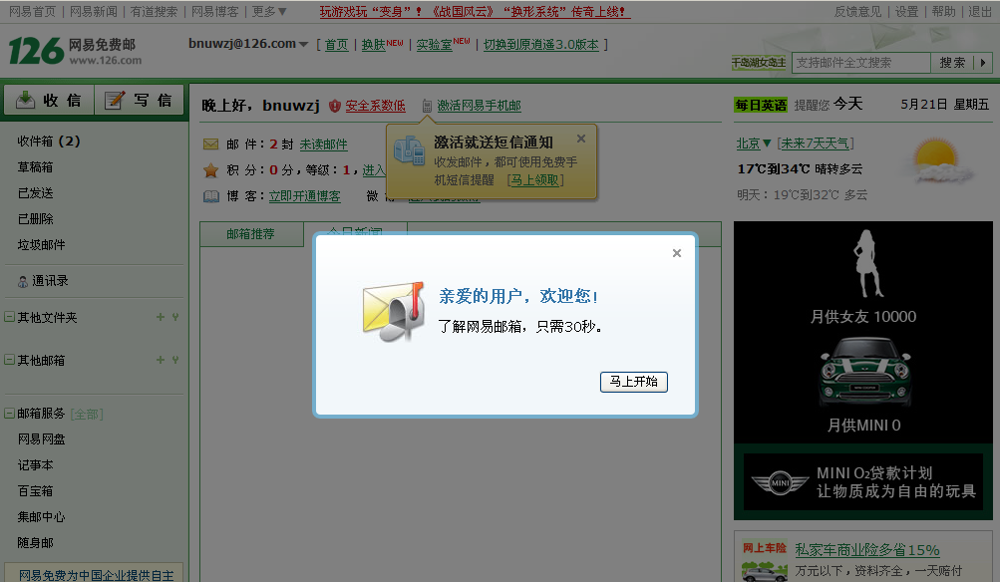 网易首页 | 网易新闻 | 有道搜索 | 网易博客 | 更多▼
玩游戏玩“变身”！《战国风云》“换形系统”传奇上线！
反馈意见 | 设置 | 帮助 | 退出
126 网易免费邮
www.126.com
bnuwzj@126.com [ 首页 | 换肤NEW | 实验室NEW | 切换到原逍遥3.0版本 ]
千岛湖女岛主 支持邮件全文搜索 搜索
收 信 写 信
晚上好，bnuwzj 安全系数低 激活网易手机邮
每日英语 提醒您 今天 5月21日 星期五
收件箱 (2)
草稿箱
已发送
已删除
垃圾邮件
通讯录
其他文件夹
其他邮箱
邮箱服务 [全部]
网易网盘
记事本
百宝箱
集邮中心
随身邮
网易免费为中国企业提供自主
邮 件：2 封 未读邮件
积 分：0 分，等级：1，进入
博 客：立即开通博客 微
激活就送短信通知
收发邮件，都可使用免费手
机短信提醒 [马上领取]
邮箱推荐 今日新闻
亲爱的用户，欢迎您！
了解网易邮箱，只需30秒。
马上开始
北京▼ [未来7天天气]
17℃到34℃ 晴转多云
明天：19℃到32℃ 多云
月供女友 10000
月供MINI 0
MINI
MINI O₂贷款计划
让物质成为自由的玩具
网上车险 私家车商业险多省15%
万元以下，资料齐全，一天赔付